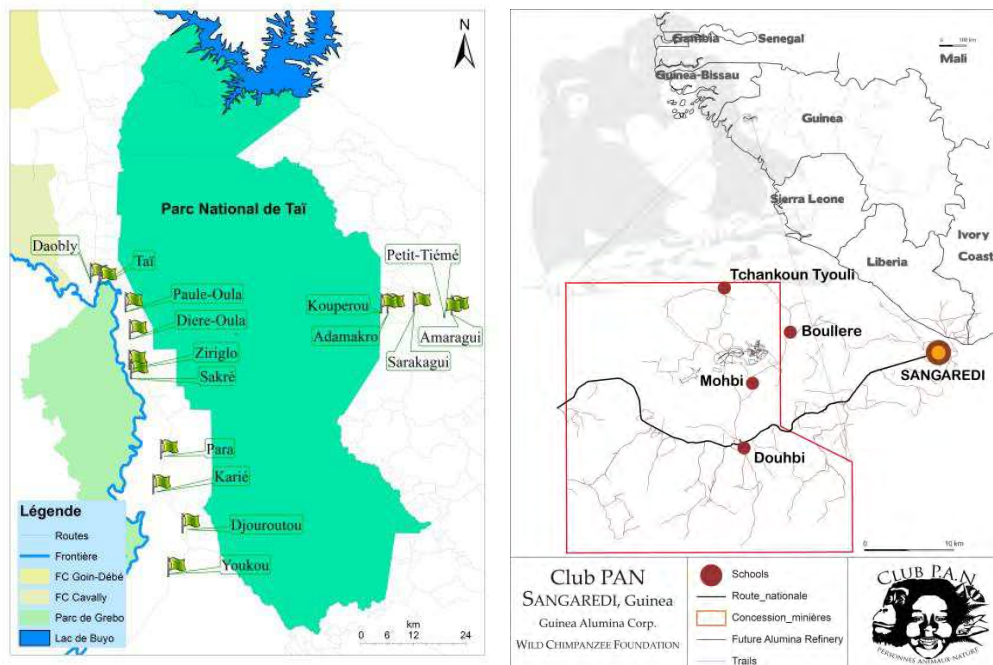 N
Parc National de Taï
Daobly
Taï
Paule-Oula
Diere-Oula
Ziriglo
Sakré
Petit-Tiémé
Kouperou
Adamakro
Amaragui
Sarakagui
Para
Karié
Djouroutou
Youkou
Légende
Routes
Frontière
FC Goin-Débé
FC Cavally
Parc de Grebo
Lac de Buyo
km
0 6 12 24
Gambia
Senegal
Mali
Guinea-Bissau
Guinea
Sierra Leone
Liberia
Ivory
Coast
Tchankoun Tyouli
Boullere
Mohbi
SANGAREDI
Douhbi
0 10 km
Club PAN
SANGAREDI, Guinea
Guinea Alumina Corp.
WILD CHIMPANZEE FOUNDATION
Schools
Route_nationale
Concession_minières
Future Alumina Refinery
Trails
CLUB P.A.N
PERSONNES ANIMAUX-NATURE